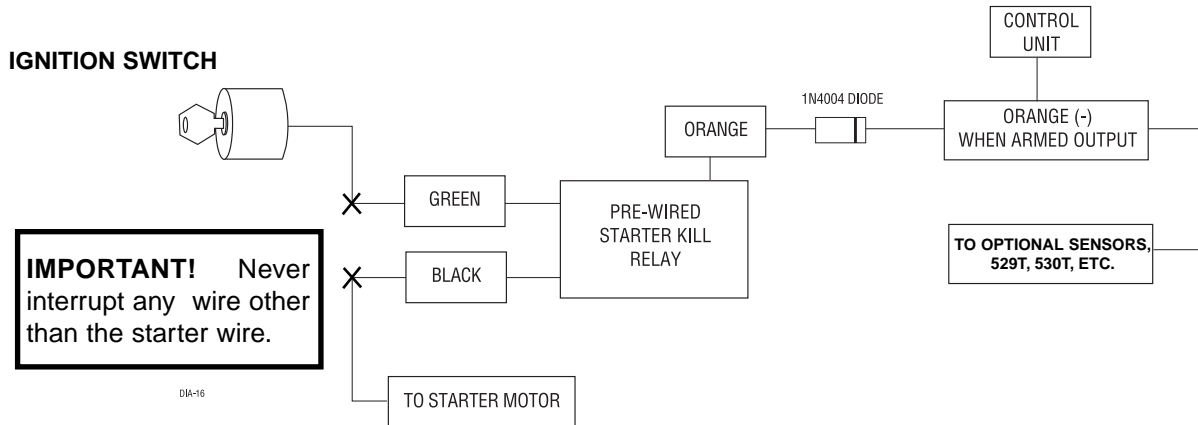 IGNITION SWITCH
CONTROL
UNIT
1N4004 DIODE
ORANGE
ORANGE (-)
WHEN ARMED OUTPUT
GREEN
PRE-WIRED
STARTER KILL
RELAY
BLACK
TO OPTIONAL SENSORS,
529T, 530T, ETC.
IMPORTANT! Never
interrupt any wire other
than the starter wire.
DIA-16
TO STARTER MOTOR